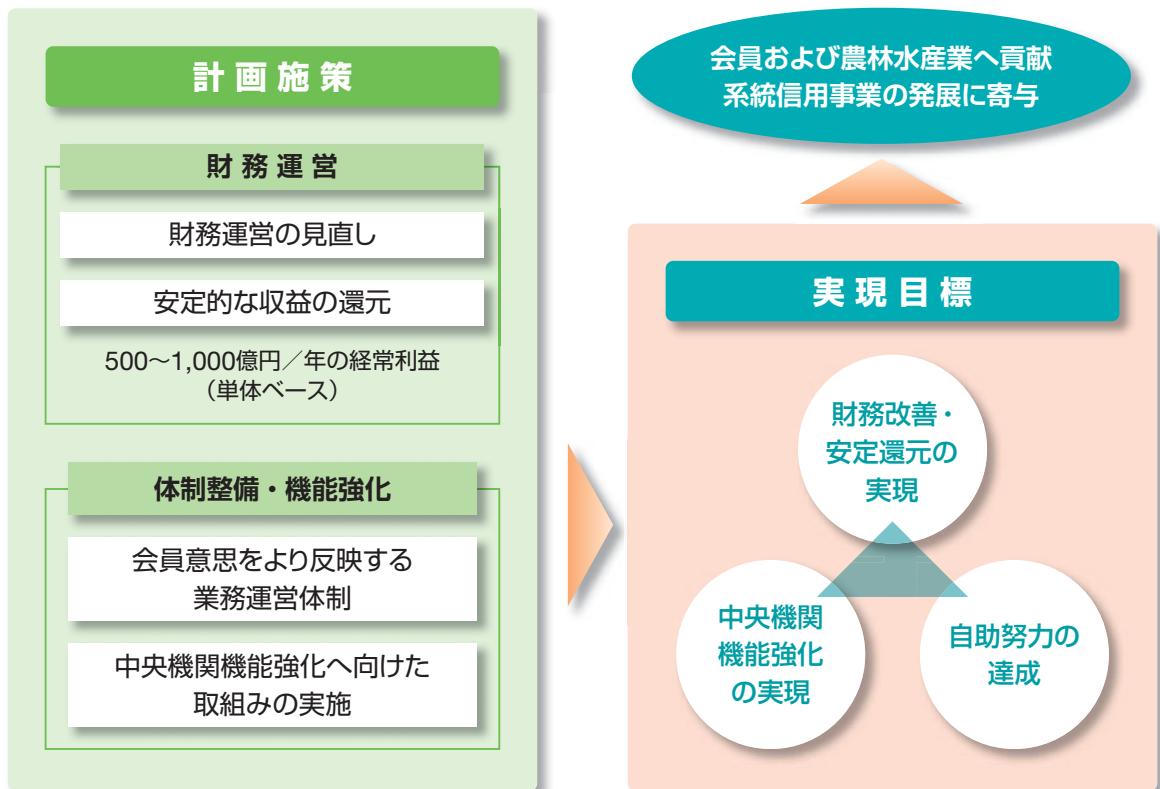 計画施策
財務運営
財務運営の見直し
安定的な収益の還元
500〜1,000億円／年の経常利益
（単体ベース）
体制整備・機能強化
会員意思をより反映する
業務運営体制
中央機関機能強化へ向けた
取組みの実施
会員および農林水産業へ貢献
系統信用事業の発展に寄与
実現目標
財務改善・
安定還元の
実現
中央機関
機能強化
の実現
自助努力の
達成